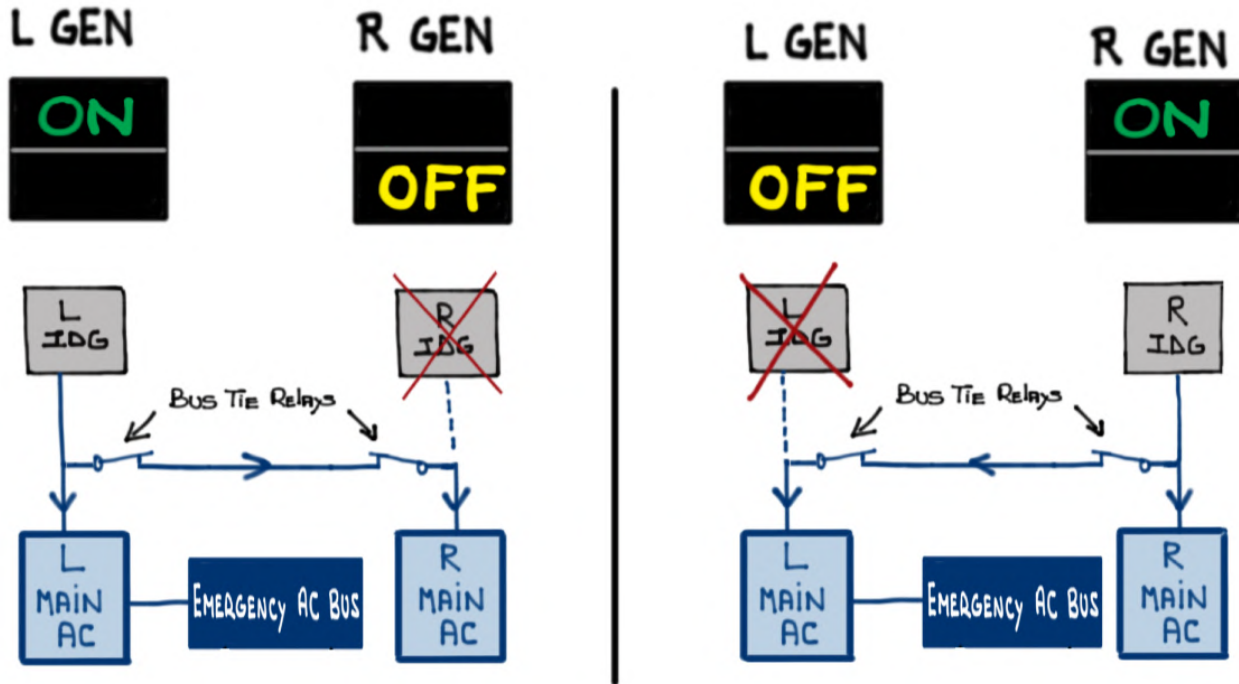 L GEN
R GEN
L GEN
R GEN
ON
OFF
OFF
ON
L
IDG
R
IDG
L
IDG
R
IDG
Bus Tie Relays
Bus Tie Relays
L
MAIN
AC
EMERGENCY AC BUS
R
MAIN
AC
L
MAIN
AC
EMERGENCY AC BUS
R
MAIN
AC